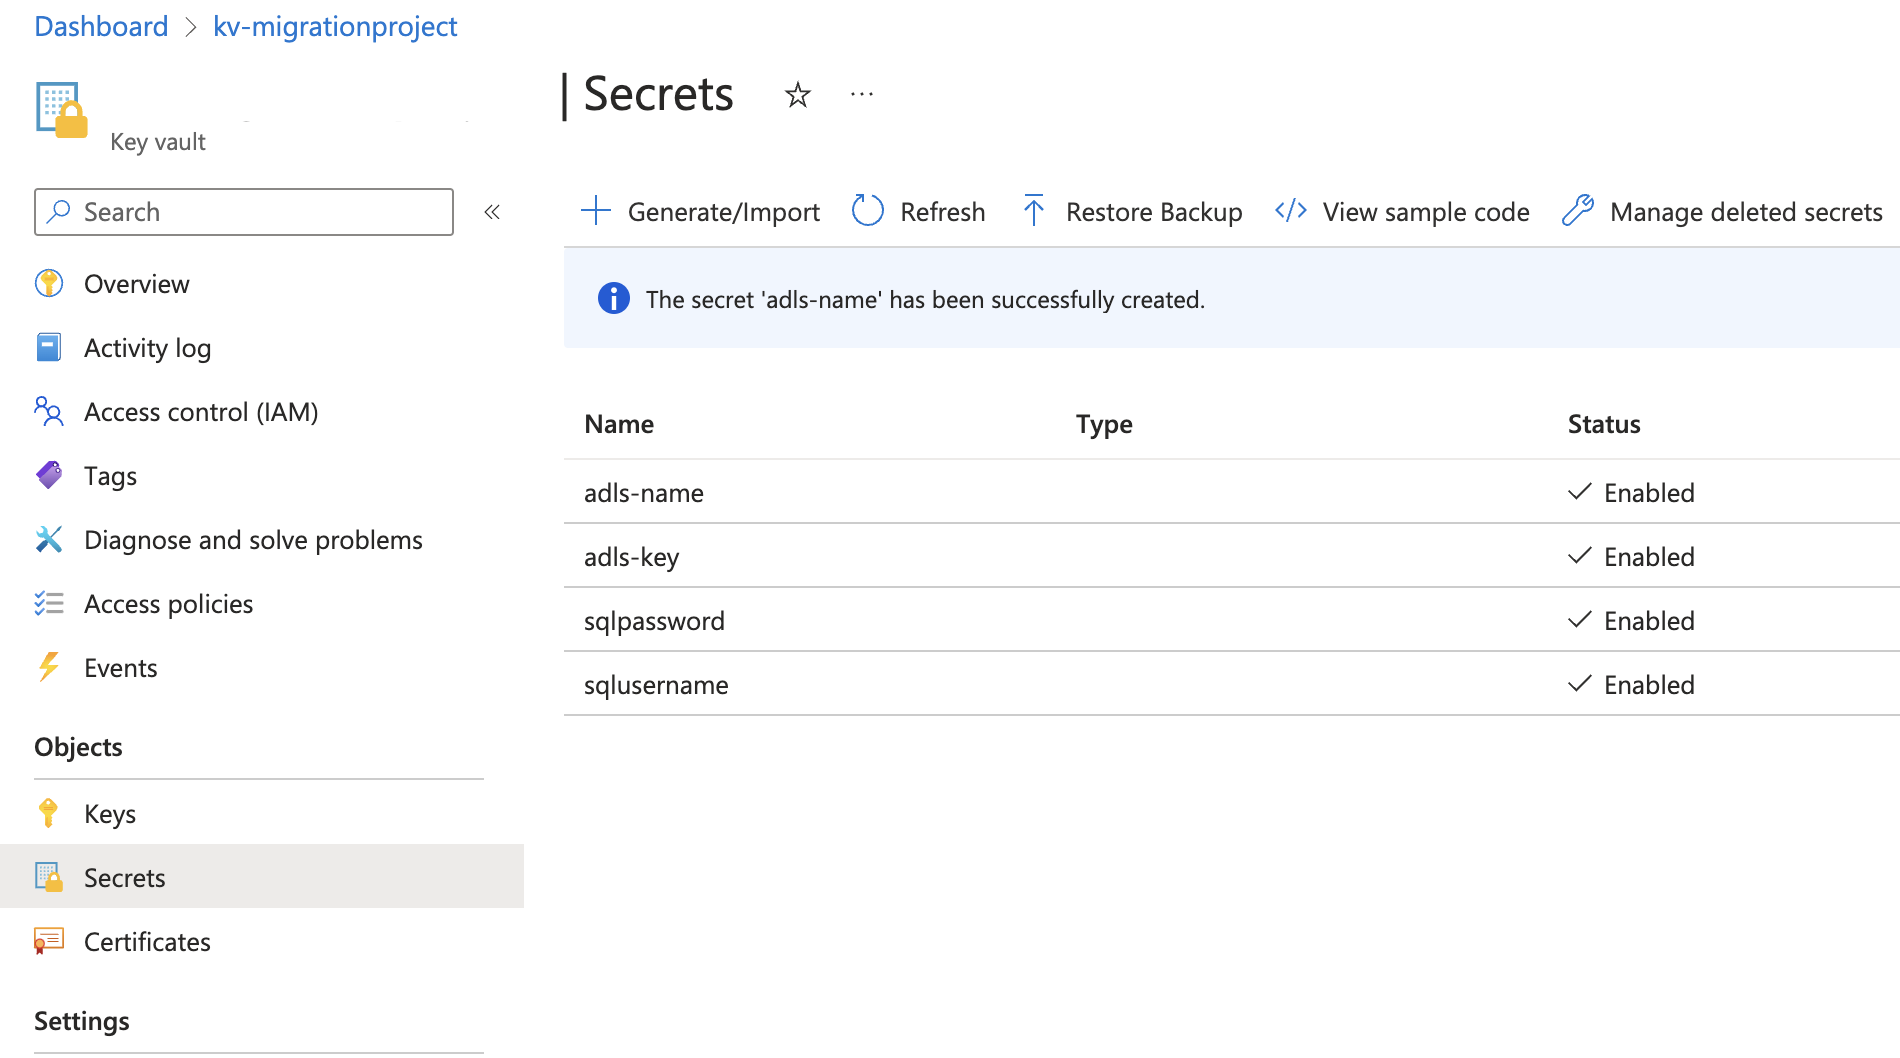 Dashboard > kv-migrationproject
| Secrets
Key vault
Search
Overview
Activity log
Access control (IAM)
Tags
Diagnose and solve problems
Access policies
Events
Objects
Keys
Secrets
Certificates
Settings
Generate/Import Refresh Restore Backup View sample code Manage deleted secrets
The secret 'adls-name' has been successfully created.
Name Type Status
adls-name Enabled
adls-key Enabled
sqlpassword Enabled
sqlusername Enabled